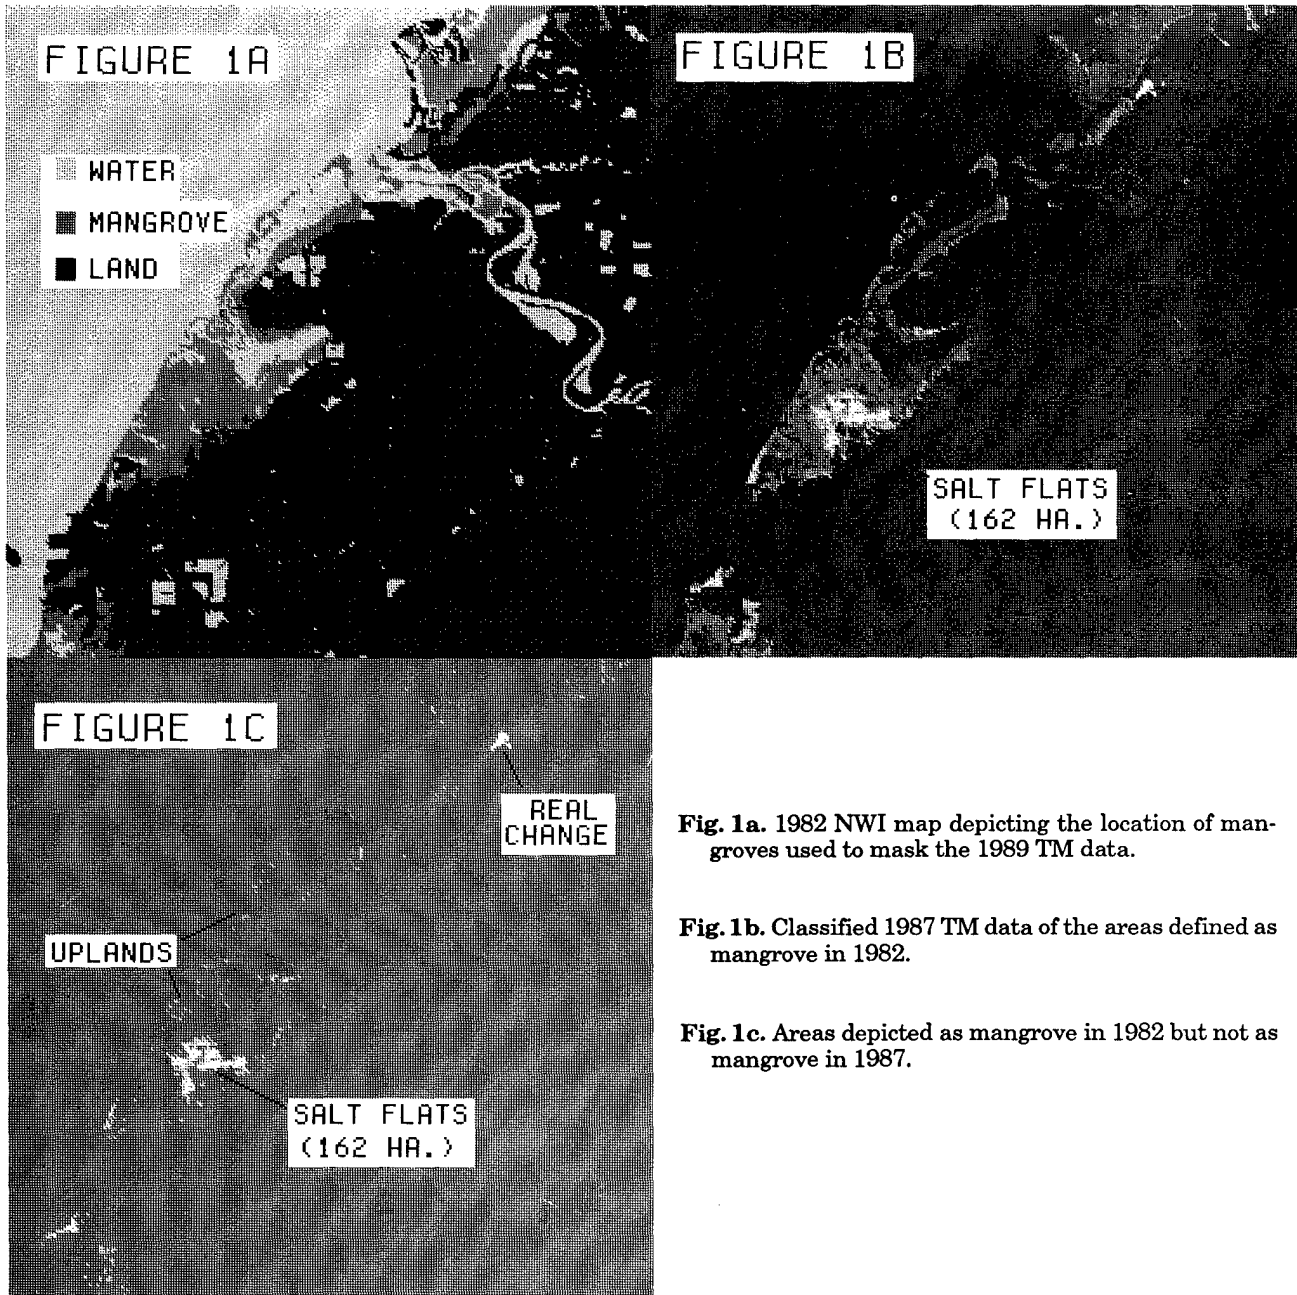 FIGURE 1A
WATER
MANGROVE
LAND
FIGURE 1B
SALT FLATS
(162 HA.)
FIGURE 1C
REAL
CHANGE
UPLANDS
SALT FLATS
(162 HA.)
Fig. 1a. 1982 NWI map depicting the location of man-
groves used to mask the 1989 TM data.
Fig. 1b. Classified 1987 TM data of the areas defined as
mangrove in 1982.
Fig. 1c. Areas depicted as mangrove in 1982 but not as
mangrove in 1987.